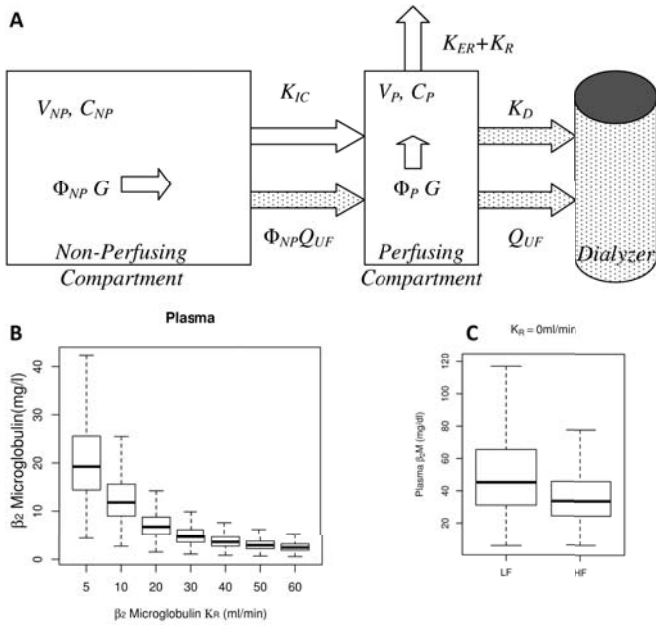 A
K_ER+K_R
V_NP, C_NP
K_IC
V_P, C_P
K_D
Φ_NP G
Φ_P G
Non-Perfusing
Compartment
Φ_NP Q_UF
Perfusing
Compartment
Q_UF
Dialyzer
B
Plasma
β2 Microglobulin(mg/l)
40
30
20
10
0
5 10 20 30 40 50 60
β2 Microglobulin KR (ml/min)
C
KR = 0ml/min
Plasma β2M (mg/dl)
120
100
80
60
40
20
LF HF